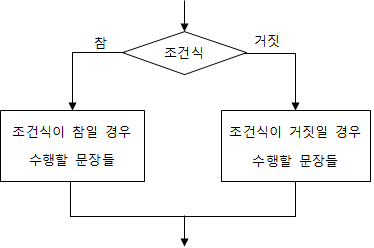 참
거짓
조건식
조건식이 참일 경우
수행할 문장들
조건식이 거짓일 경우
수행할 문장들